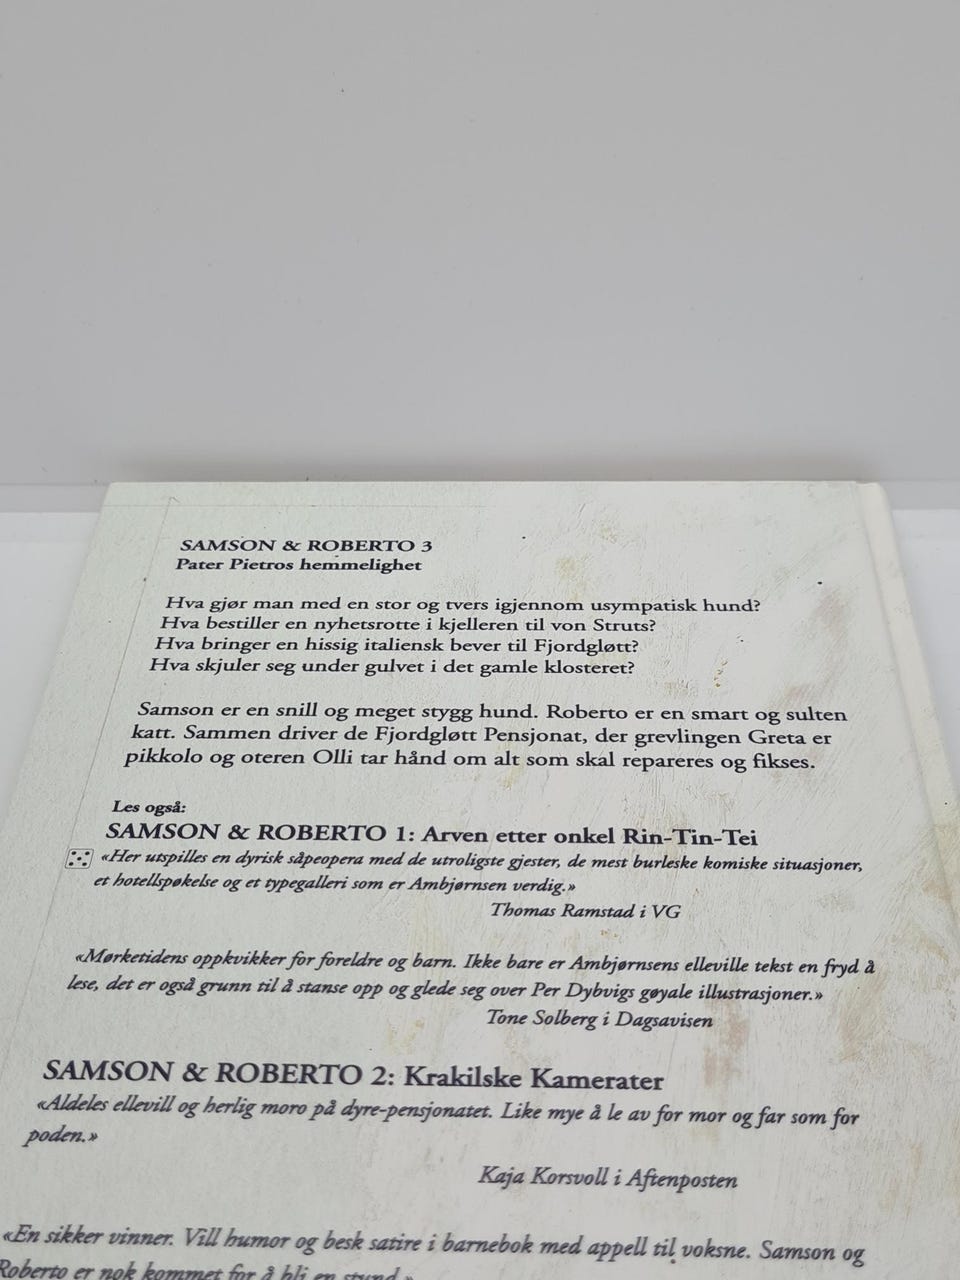 SAMSON & ROBERTO 3
Pater Pietros hemmelighet
Hva gjør man med en stor og tvers igjennom usympatisk hund?
Hva bestiller en nyhetsrotte i kjelleren til von Struts?
Hva bringer en hissig italiensk bever til Fjordgløtt?
Hva skjuler seg under gulvet i det gamle klosteret?
Samson er en snill og meget stygg hund. Roberto er en smart og sulten
katt. Sammen driver de Fjordgløtt Pensjonat, der grevlingen Greta er
pikkolo og oteren Olli tar hånd om alt som skal repareres og fikses.
Les også:
SAMSON & ROBERTO 1: Arven etter onkel Rin-Tin-Tei
«Her utspilles en dyrisk såpeopera med de utroligste gjester, de mest burleske komiske situasjoner,
et hotellspøkelse og et typegalleri som er Ambjørnsen verdig.»
Thomas Ramstad i VG
«Mørketidens oppkvikker for foreldre og barn. Ikke bare er Ambjørnsens elleville tekst en fryd å
lese, det er også grunn til å stanse opp og glede seg over Per Dybvigs gøyale illustrasjoner.»
Tone Solberg i Dagsavisen
SAMSON & ROBERTO 2: Krakilske Kamerater
«Aldeles ellevill og herlig moro på dyre-pensjonatet. Like mye å le av for mor og far som for
poden.»
Kaja Korsvoll i Aftenposten
«En sikker vinner. Vill humor og besk satire i barnebok med appell til voksne. Samson og
Roberto er nok kommet for å bli en stund.»